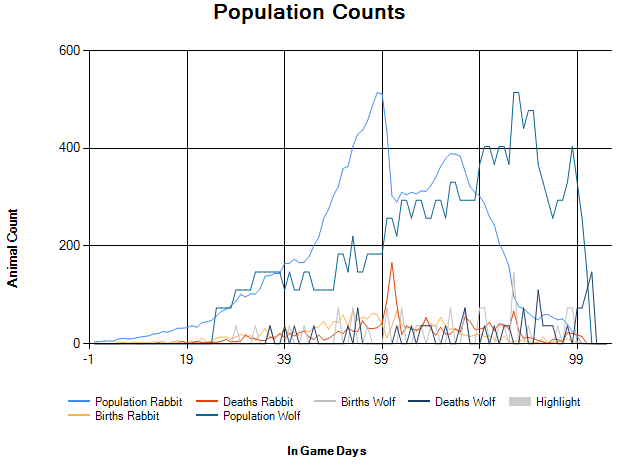 Population Counts
600
400
200
0
-1 19 39 59 79 99
Animal Count
Population Rabbit Deaths Rabbit Births Wolf Deaths Wolf Highlight
Births Rabbit Population Wolf
In Game Days